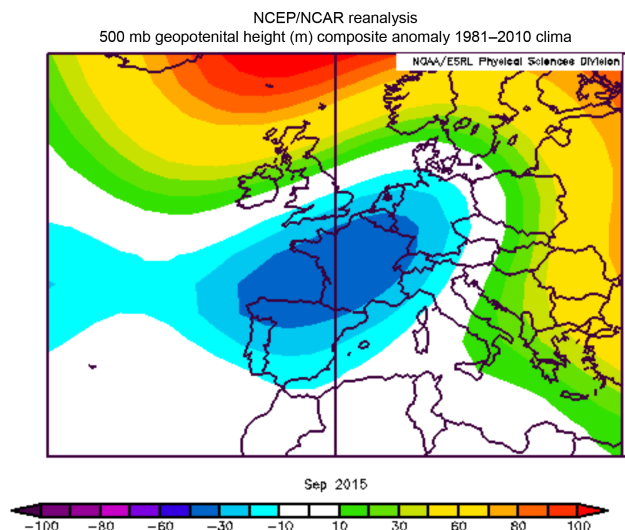 NCEP/NCAR reanalysis
500 mb geopotenital height (m) composite anomaly 1981–2010 clima
NOAA/ESRL Physical Sciences Division
Sep 2015
−100 −80 −60 −30 −10 10 30 60 80 100